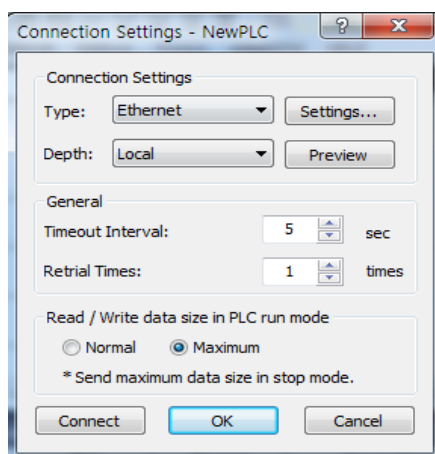 Connection Settings - NewPLC
Connection Settings
Type: Ethernet Settings...
Depth: Local Preview
General
Timeout Interval: 5 sec
Retrial Times: 1 times
Read / Write data size in PLC run mode
Normal Maximum
* Send maximum data size in stop mode.
Connect OK Cancel